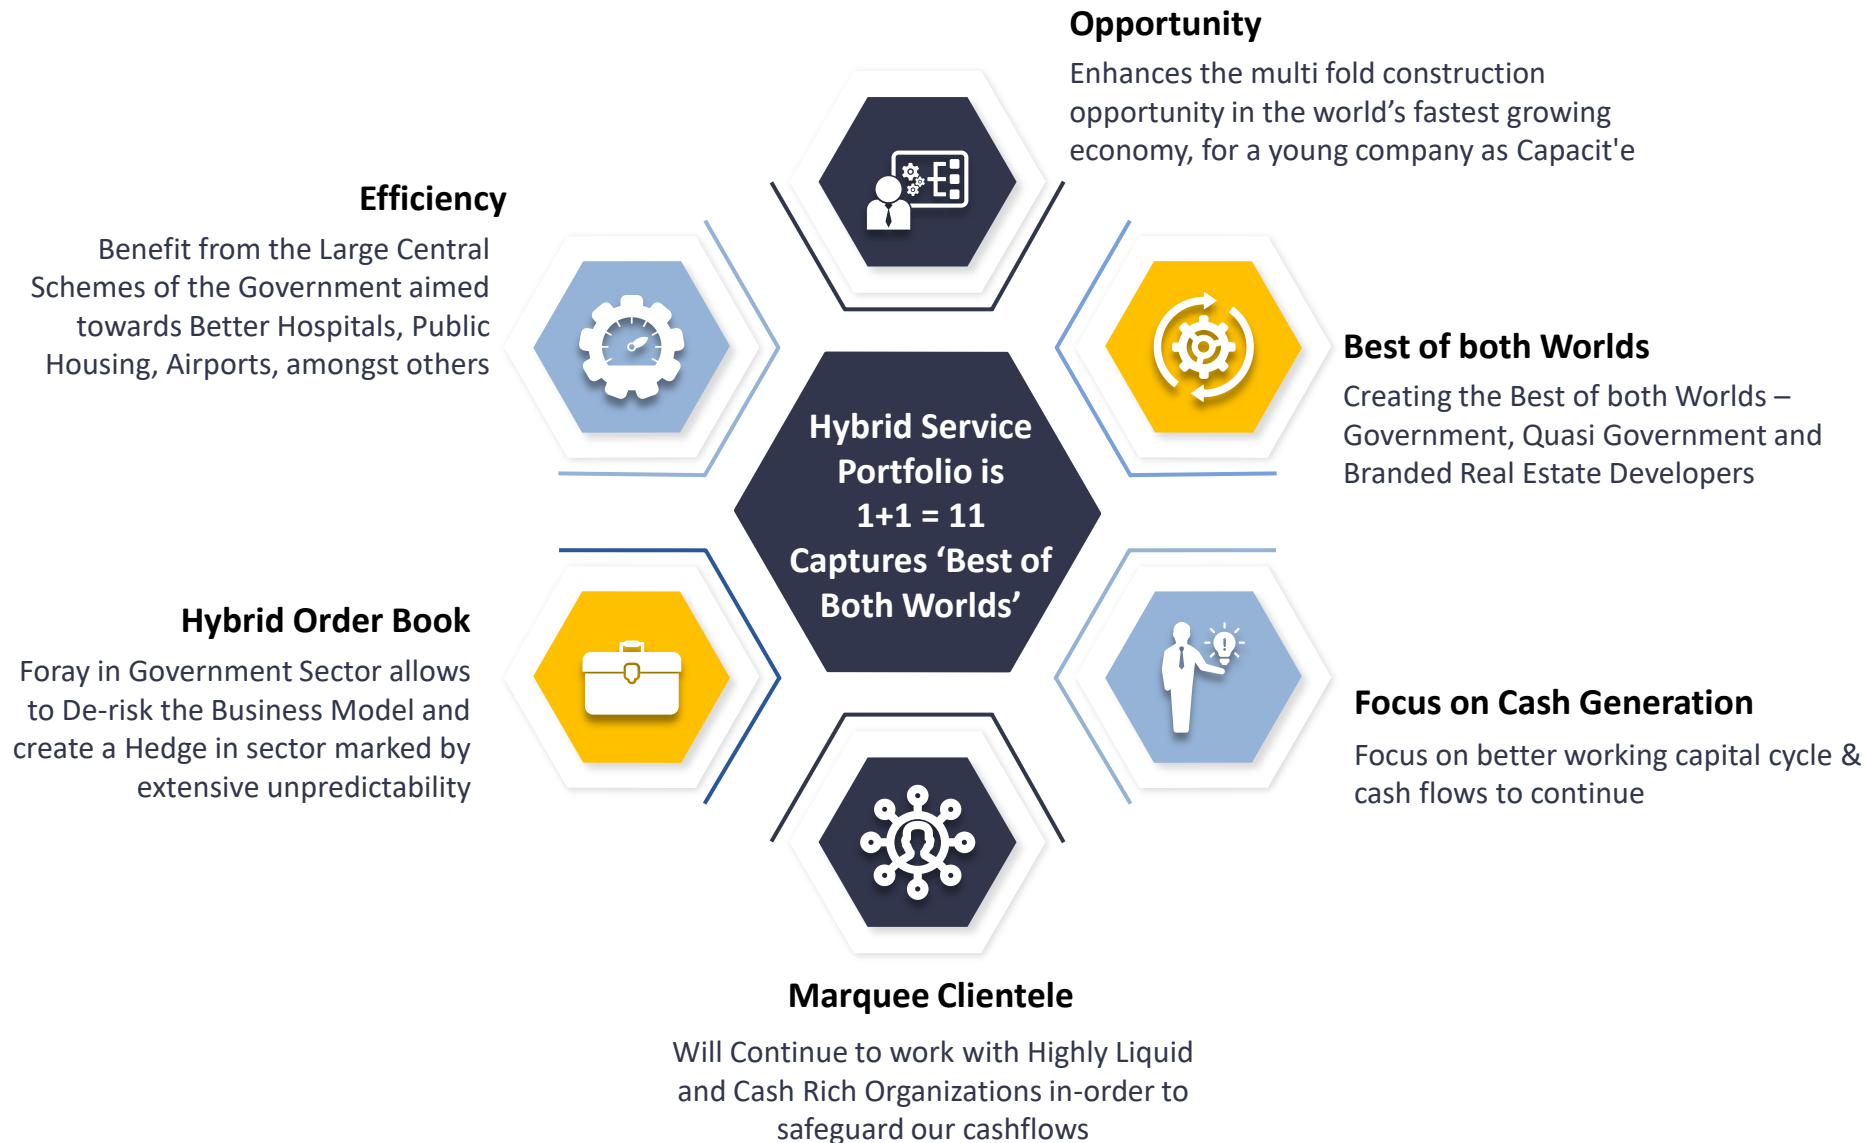 Opportunity
Enhances the multi fold construction
opportunity in the world’s fastest growing
economy, for a young company as Capacit'e
Efficiency
Benefit from the Large Central
Schemes of the Government aimed
towards Better Hospitals, Public
Housing, Airports, amongst others
Best of both Worlds
Creating the Best of both Worlds –
Government, Quasi Government and
Branded Real Estate Developers
Hybrid Service
Portfolio is
1+1 = 11
Captures ‘Best of
Both Worlds’
Hybrid Order Book
Foray in Government Sector allows
to De-risk the Business Model and
create a Hedge in sector marked by
extensive unpredictability
Focus on Cash Generation
Focus on better working capital cycle &
cash flows to continue
Marquee Clientele
Will Continue to work with Highly Liquid
and Cash Rich Organizations in-order to
safeguard our cashflows